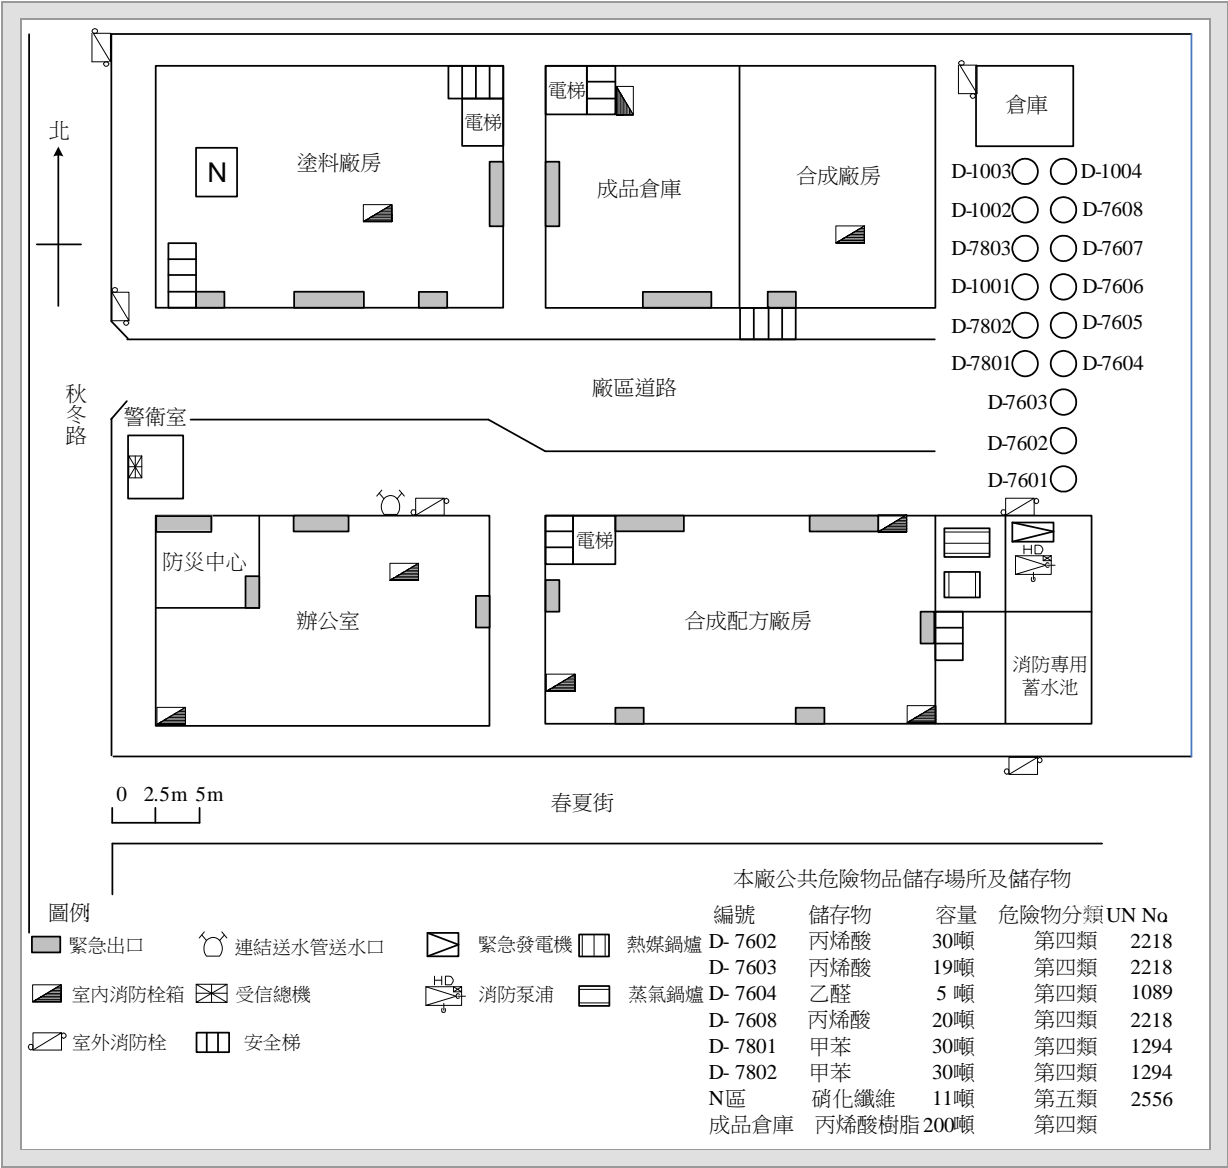 電梯
電梯
倉庫
北
N
塗料廠房
成品倉庫
合成廠房
D-1003
D-1004
D-1002
D-7608
D-7803
D-7607
D-1001
D-7606
D-7802
D-7605
D-7801
D-7604
廠區道路
秋冬路
D-7603
警衛室
D-7602
D-7601
電梯
防災中心
HD
辦公室
合成配方廠房
消防專用
蓄水池
0 2.5m 5m
春夏街
本廠公共危險物品儲存場所及儲存物
編號 儲存物 容量 危險物分類 UN No.
D- 7602 丙烯酸 30噸 第四類 2218
D- 7603 丙烯酸 19噸 第四類 2218
D- 7604 乙醛 5 噸 第四類 1089
D- 7608 丙烯酸 20噸 第四類 2218
D- 7801 甲苯 30噸 第四類 1294
D- 7802 甲苯 30噸 第四類 1294
N區 硝化纖維 11噸 第五類 2556
成品倉庫 丙烯酸樹脂 200噸 第四類
圖例
緊急出口 連結送水管送水口 緊急發電機 熱媒鍋爐
HD
室內消防栓箱 受信總機 消防泵浦 蒸氣鍋爐
室外消防栓 安全梯